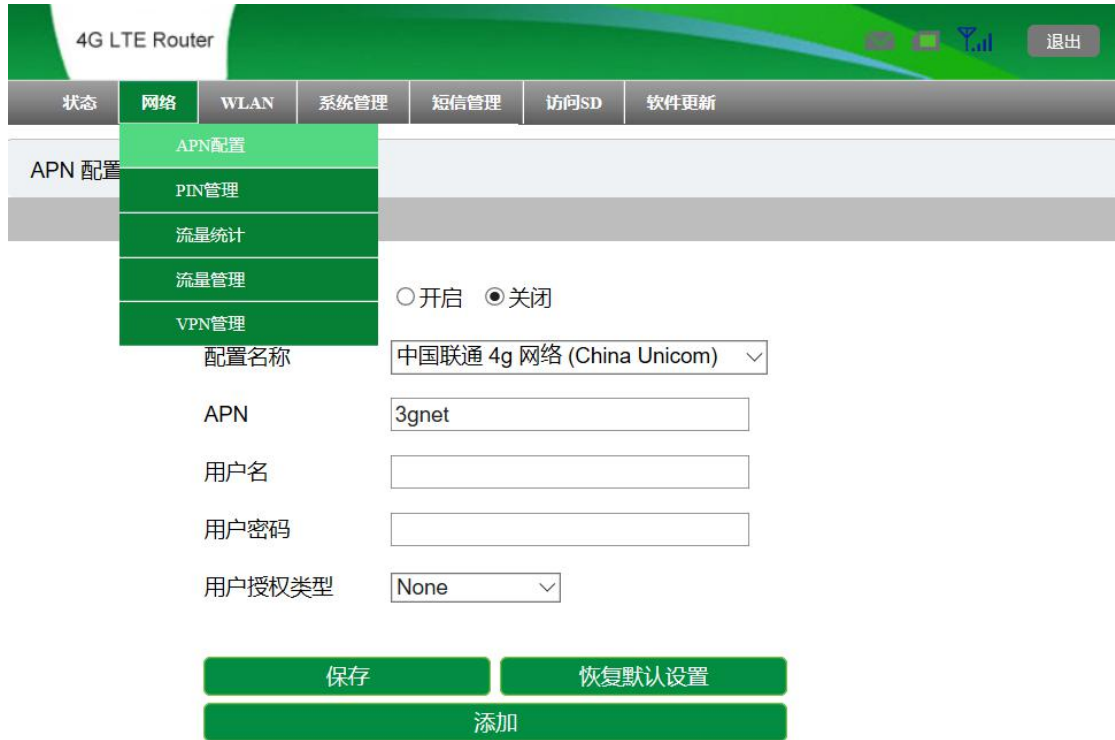 4G LTE Router
退出
状态 网络 WLAN 系统管理 短信管理 访问SD 软件更新
APN配置
APN 配置
PIN管理
流量统计
流量管理
开启 关闭
VPN管理
配置名称 中国联通 4g 网络 (China Unicom)
APN 3gnet
用户名
用户密码
用户授权类型 None
保存 恢复默认设置
添加